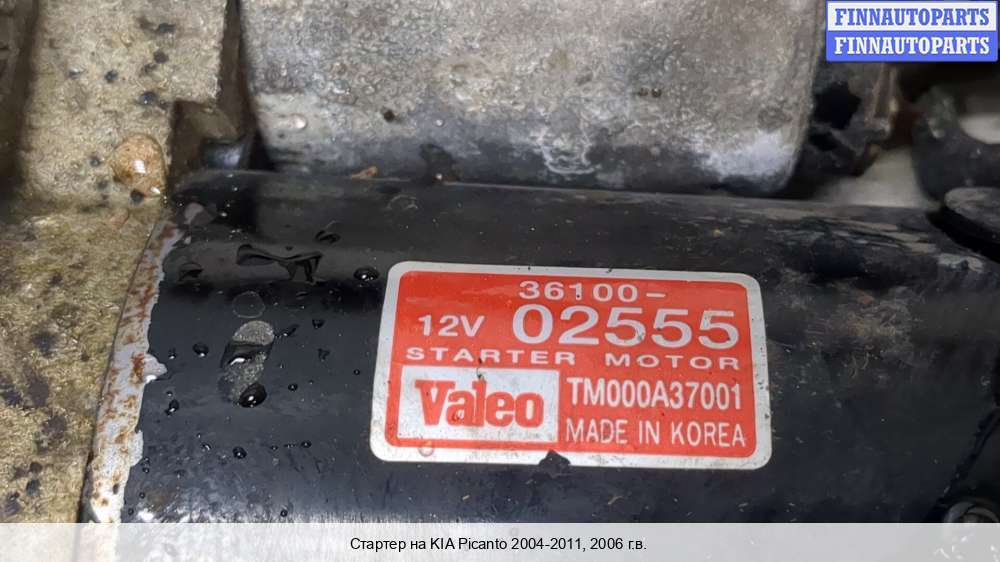 FINNAUTOPARTS
FINNAUTOPARTS
36100-
12V 02555
STARTER MOTOR
Valeo TM000A37001
MADE IN KOREA
Стартер на KIA Picanto 2004-2011, 2006 г.в.